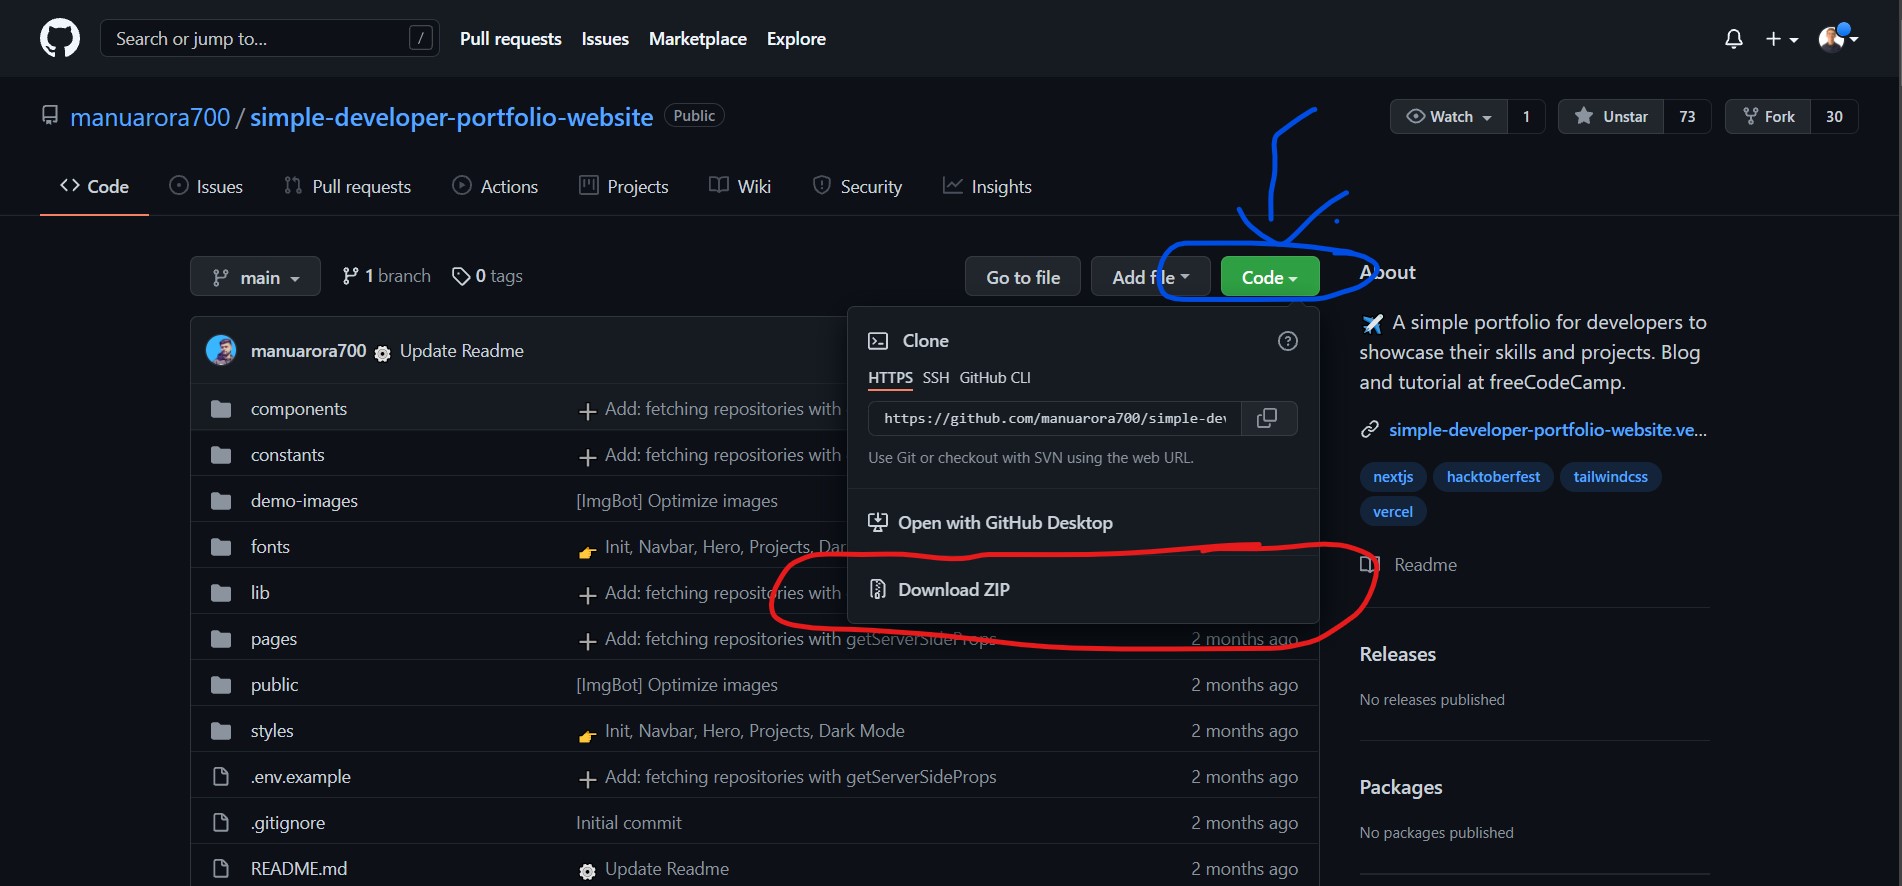 Search or jump to... /
Pull requests Issues Marketplace Explore
manuarora700 / simple-developer-portfolio-website Public
Watch 1 Unstar 73 Fork 30
<> Code Issues Pull requests Actions Projects Wiki Security Insights
main 1 branch 0 tags Go to file Add file Code
manuarora700 Update Readme
components Add: fetching repositories with
constants Add: fetching repositories with
demo-images [ImgBot] Optimize images
fonts Init, Navbar, Hero, Projects, Dar
lib Add: fetching repositories with
pages Add: fetching repositories with getServerSideProps 2 months ago
public [ImgBot] Optimize images 2 months ago
styles Init, Navbar, Hero, Projects, Dark Mode 2 months ago
.env.example Add: fetching repositories with getServerSideProps 2 months ago
.gitignore Initial commit 2 months ago
README.md Update Readme 2 months ago
Clone
HTTPS SSH GitHub CLI
https://github.com/manuarora700/simple-dev
Use Git or checkout with SVN using the web URL.
Open with GitHub Desktop
Download ZIP
About
A simple portfolio for developers to
showcase their skills and projects. Blog
and tutorial at freeCodeCamp.
simple-developer-portfolio-website.ve...
nextjs hacktoberfest tailwindcss
vercel
Readme
Releases
No releases published
Packages
No packages published